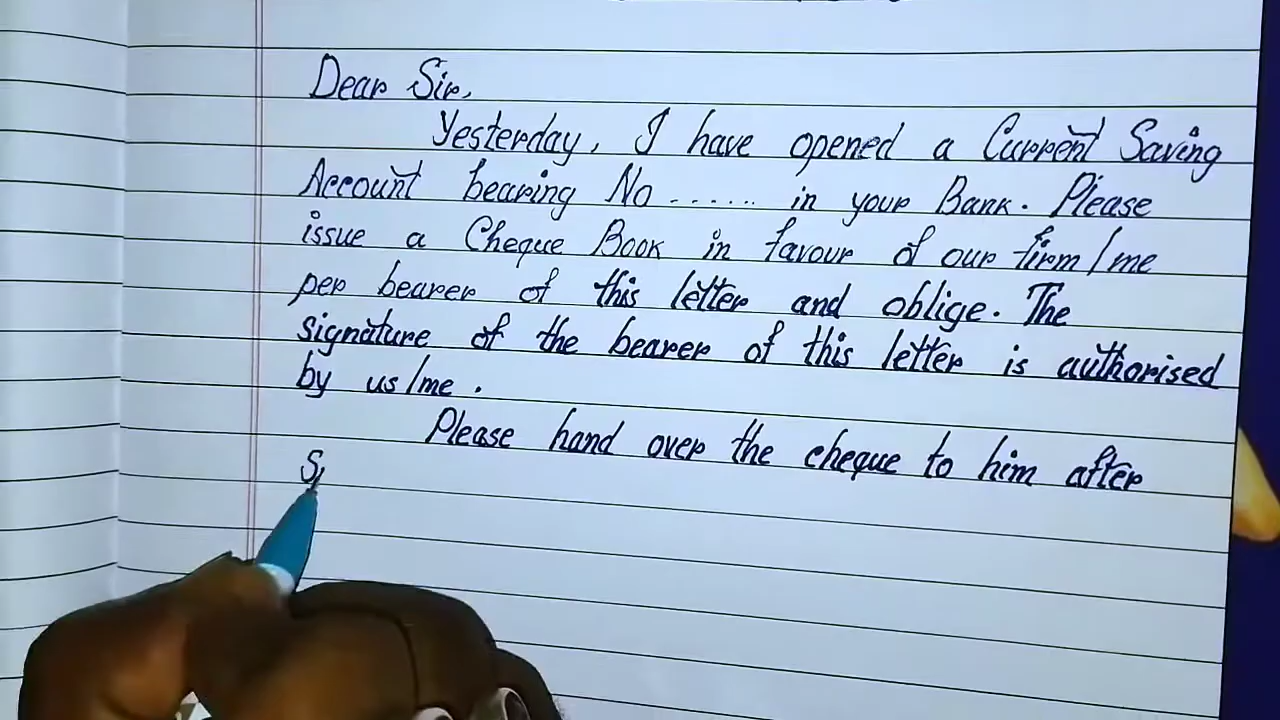 Dear Sir,
Yesterday, I have opened a Current Saving
Account bearing No ...... in your Bank. Please
issue a Cheque Book in favour of our firm/me
per bearer of this letter and oblige. The
signature of the bearer of this letter is authorised
by us/me.
Please hand over the cheque to him after